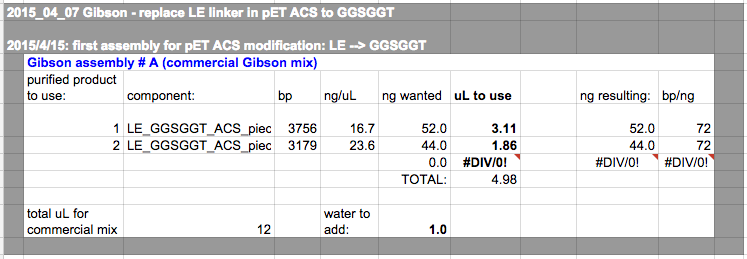 2015_04_07 Gibson - replace LE linker in pET ACS to GGSGGT
2015/4/15: first assembly for pET ACS modification: LE --> GGSGGT
Gibson assembly # A (commercial Gibson mix)
purified product
to use: component: bp ng/uL ng wanted uL to use ng resulting: bp/ng
1 LE_GGSGGT_ACS_piec 3756 16.7 52.0 3.11 52.0 72
2 LE_GGSGGT_ACS_piec 3179 23.6 44.0 1.86 44.0 72
0.0 #DIV/0! #DIV/0! #DIV/0!
TOTAL: 4.98
total uL for water to
commercial mix 12 add: 1.0